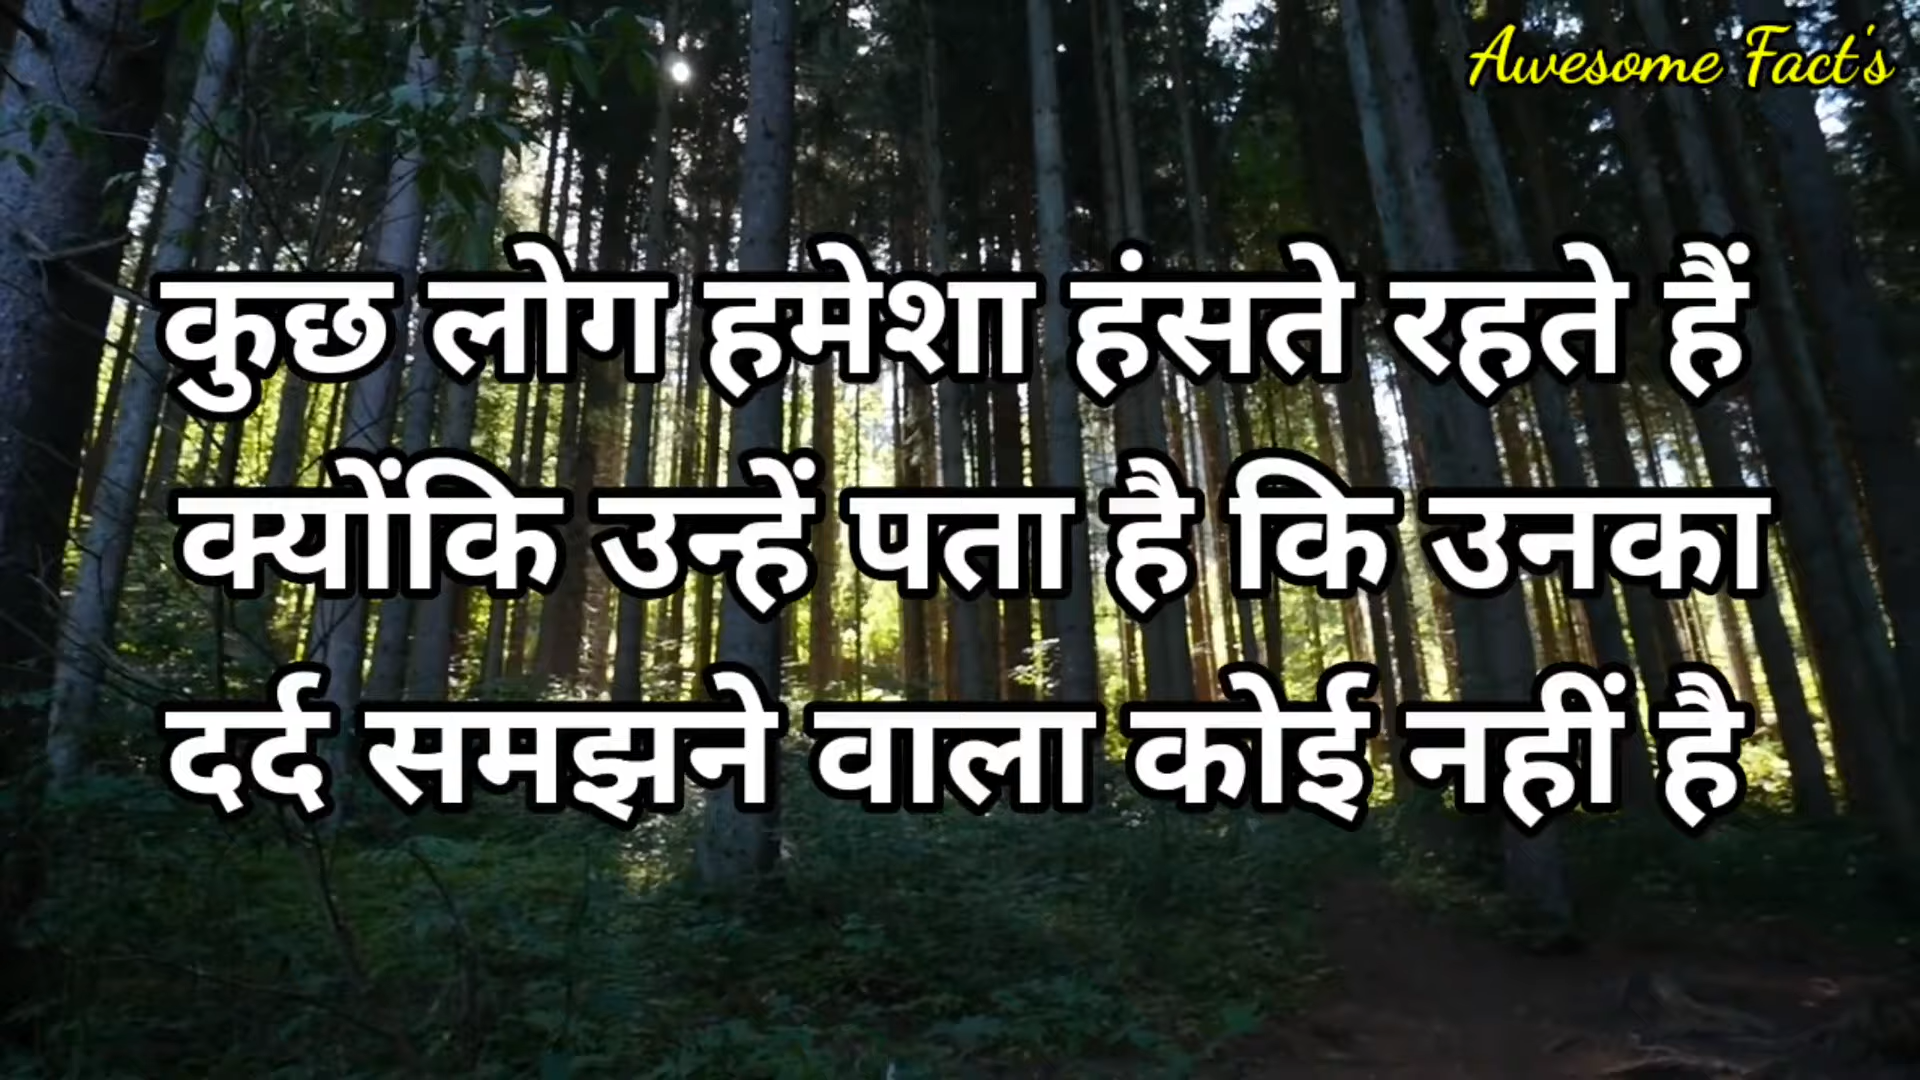 Awesome Fact's
कुछ लोग हमेशा हंसते रहते हैं
क्योंकि उन्हें पता है कि उनका
दर्द समझने वाला कोई नहीं है